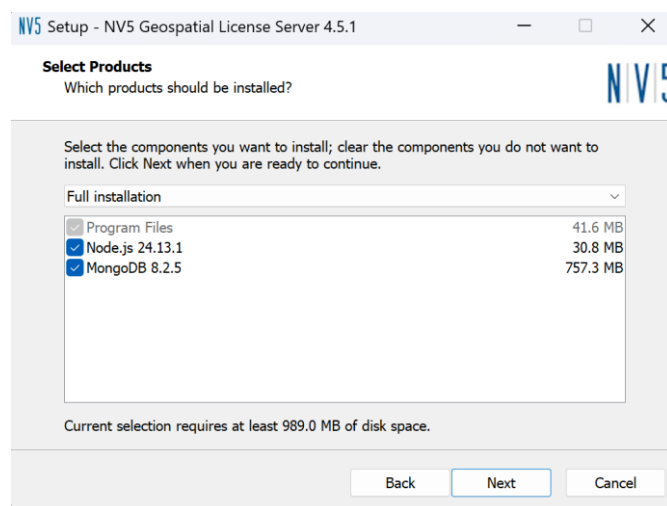 NV5 Setup - NV5 Geospatial License Server 4.5.1
Select Products
Which products should be installed?
N|V|5
Select the components you want to install; clear the components you do not want to
install. Click Next when you are ready to continue.
Full installation
Program Files 41.6 MB
Node.js 24.13.1 30.8 MB
MongoDB 8.2.5 757.3 MB
Current selection requires at least 989.0 MB of disk space.
Back Next Cancel